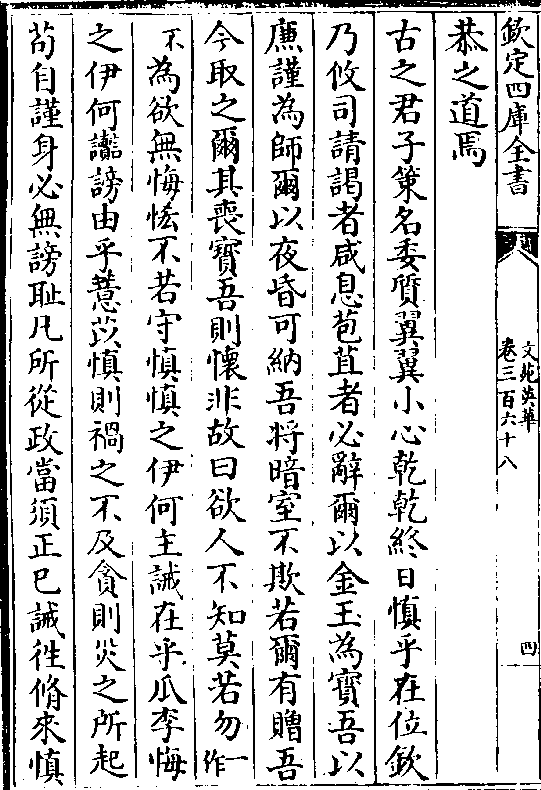 欽定四庫全書
文苑英華
卷三百六十八
四
恭之道焉
古之君子策名委質翼翼小心乾乾終日慎乎在位欽
乃攸司請謁者咸息苞苴者必辭爾以金玉為寳吾以
廉謹為師爾以夜昏可納吾將暗室不欺若爾有贈吾
今取之爾其喪寳吾則懷非故曰欲人不知莫若勿一作
不為欲無悔恡不若守慎慎之伊何主誡在乎瓜李悔
之伊何讒謗由乎薏苡慎則禍之不及貪則災之所起
苟自謹身必無謗耻凡所從政當須正已誡徃脩來慎